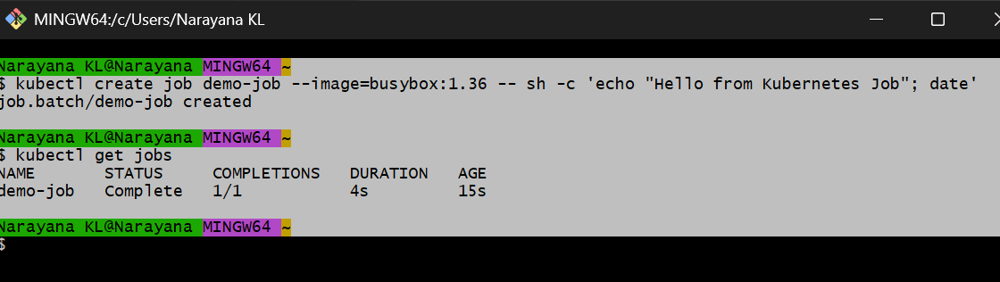 MINGW64:/c/Users/Narayana KL
Narayana KL@Narayana MINGW64 ~
$ kubectl create job demo-job --image=busybox:1.36 -- sh -c 'echo "Hello from Kubernetes Job"; date'
job.batch/demo-job created
Narayana KL@Narayana MINGW64 ~
$ kubectl get jobs
NAME STATUS COMPLETIONS DURATION AGE
demo-job Complete 1/1 4s 15s
Narayana KL@Narayana MINGW64 ~
$